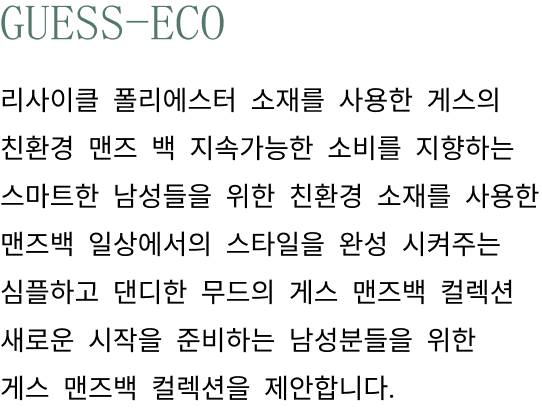 GUESS-ECO
리사이클 폴리에스터 소재를 사용한 게스의
친환경 맨즈 백 지속가능한 소비를 지향하는
스마트한 남성들을 위한 친환경 소재를 사용한
맨즈백 일상에서의 스타일을 완성 시켜주는
심플하고 댄디한 무드의 게스 맨즈백 컬렉션
새로운 시작을 준비하는 남성분들을 위한
게스 맨즈백 컬렉션을 제안합니다.